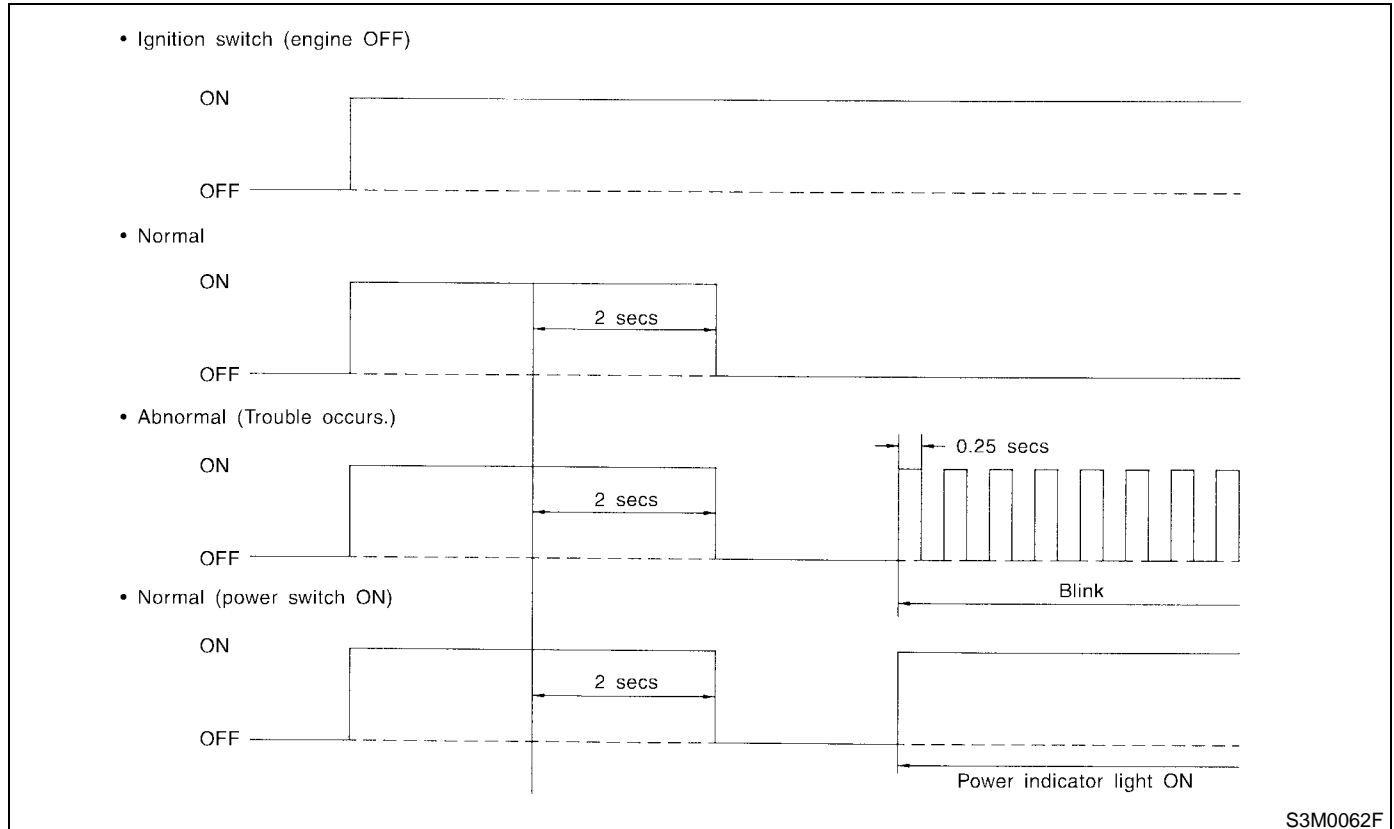 • Ignition switch (engine OFF)
ON
OFF
• Normal
ON
2 secs
OFF
• Abnormal (Trouble occurs.)
0.25 secs
ON
2 secs
OFF
Blink
• Normal (power switch ON)
ON
2 secs
OFF
Power indicator light ON
S3M0062F